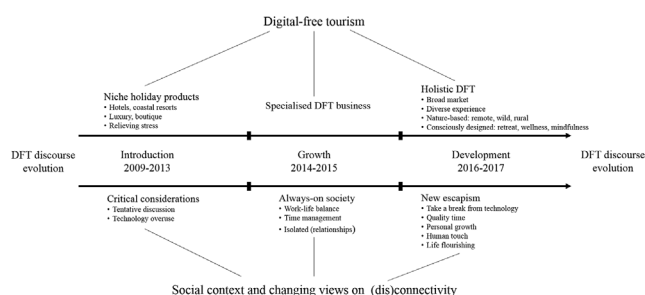 Digital-free tourism
Niche holiday products
• Hotels, coastal resorts
• Luxury, boutique
• Relieving stress
Specialised DFT business
Holistic DFT
• Broad market
• Diverse experience
• Nature-based: remote, wild, rural
• Consciously designed: retreat, wellness, mindfulness
DFT discourse
evolution
Introduction
2009-2013
Growth
2014-2015
Development
2016-2017
DFT discourse
evolution
Critical considerations
• Tentative discussion
• Technology overuse
Always-on society
• Work-life balance
• Time management
• Isolated (relationships)
New escapism
• Take a break from technology
• Quality time
• Personal growth
• Human touch
• Life flourishing
Social context and changing views on (dis)connectivity